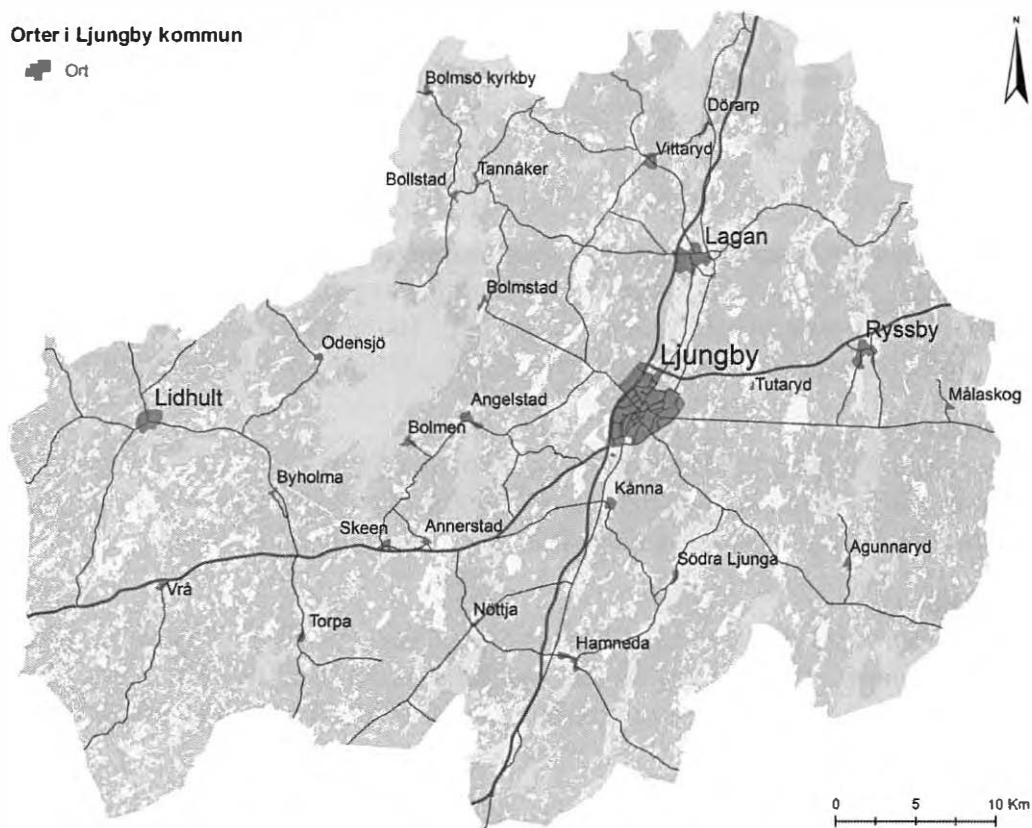 Orter i Ljungby kommun
Ort
N
Bolmsö kyrkby
Dörarp
Vittaryd
Tannåker
Bollstad
Lagan
Bolmstad
Odensjö
Ljungby
Ryssby
Tutaryd
Målaskog
Lidhult
Angelstad
Bolmen
Byholma
Kånna
Skeen
Annerstad
Södra Ljunga
Agunnaryd
Vrå
Torpa
Nöttja
Hamneda
0 5 10 Km